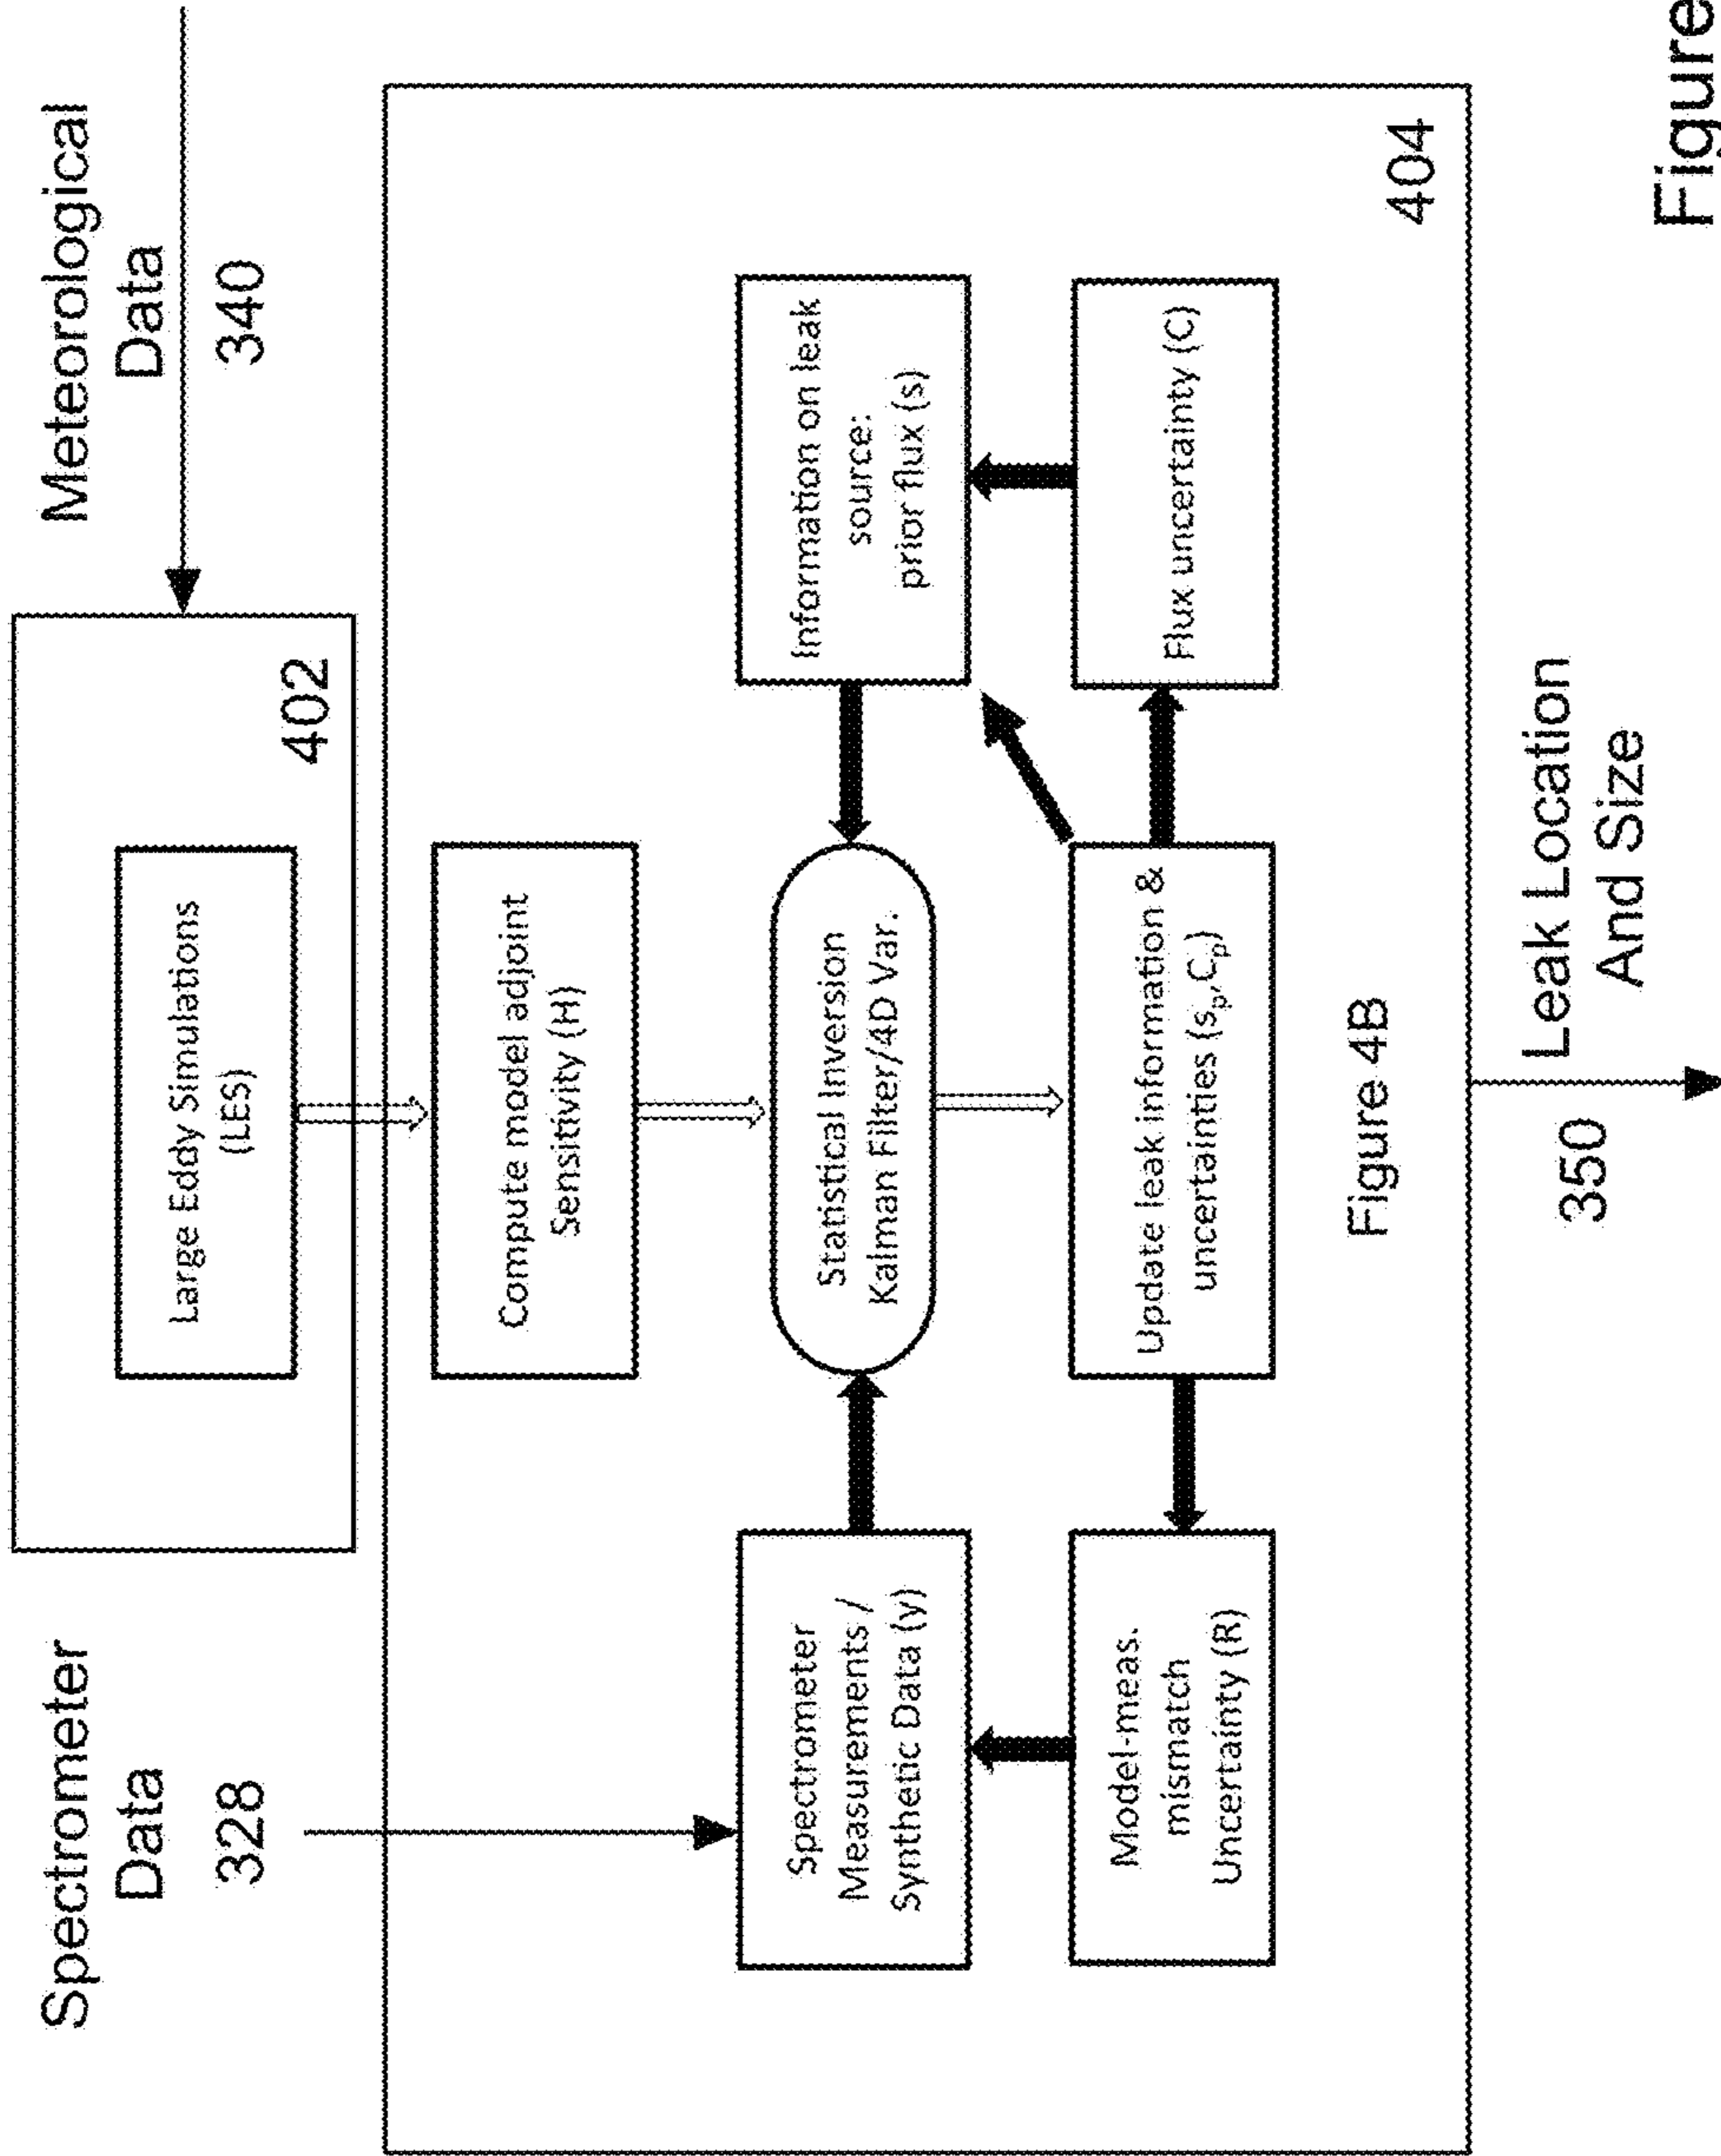 Spectrometer
Data
328
Meteorological
Data
340
Large Eddy Simulations
(LES)
402
Compute model adjoint
Sensitivity (H)
Spectrometer
Measurements /
Synthetic Data (y)
Statistical Inversion
Kalman Filter/4D Var.
Information on leak
source:
prior flux (s)
Model-meas.
mismatch
Uncertainty (R)
Update leak information &
uncertainties (sp,Cp)
Flux uncertainty (C)
Figure 4B
404
350
Leak Location
And Size
Figure